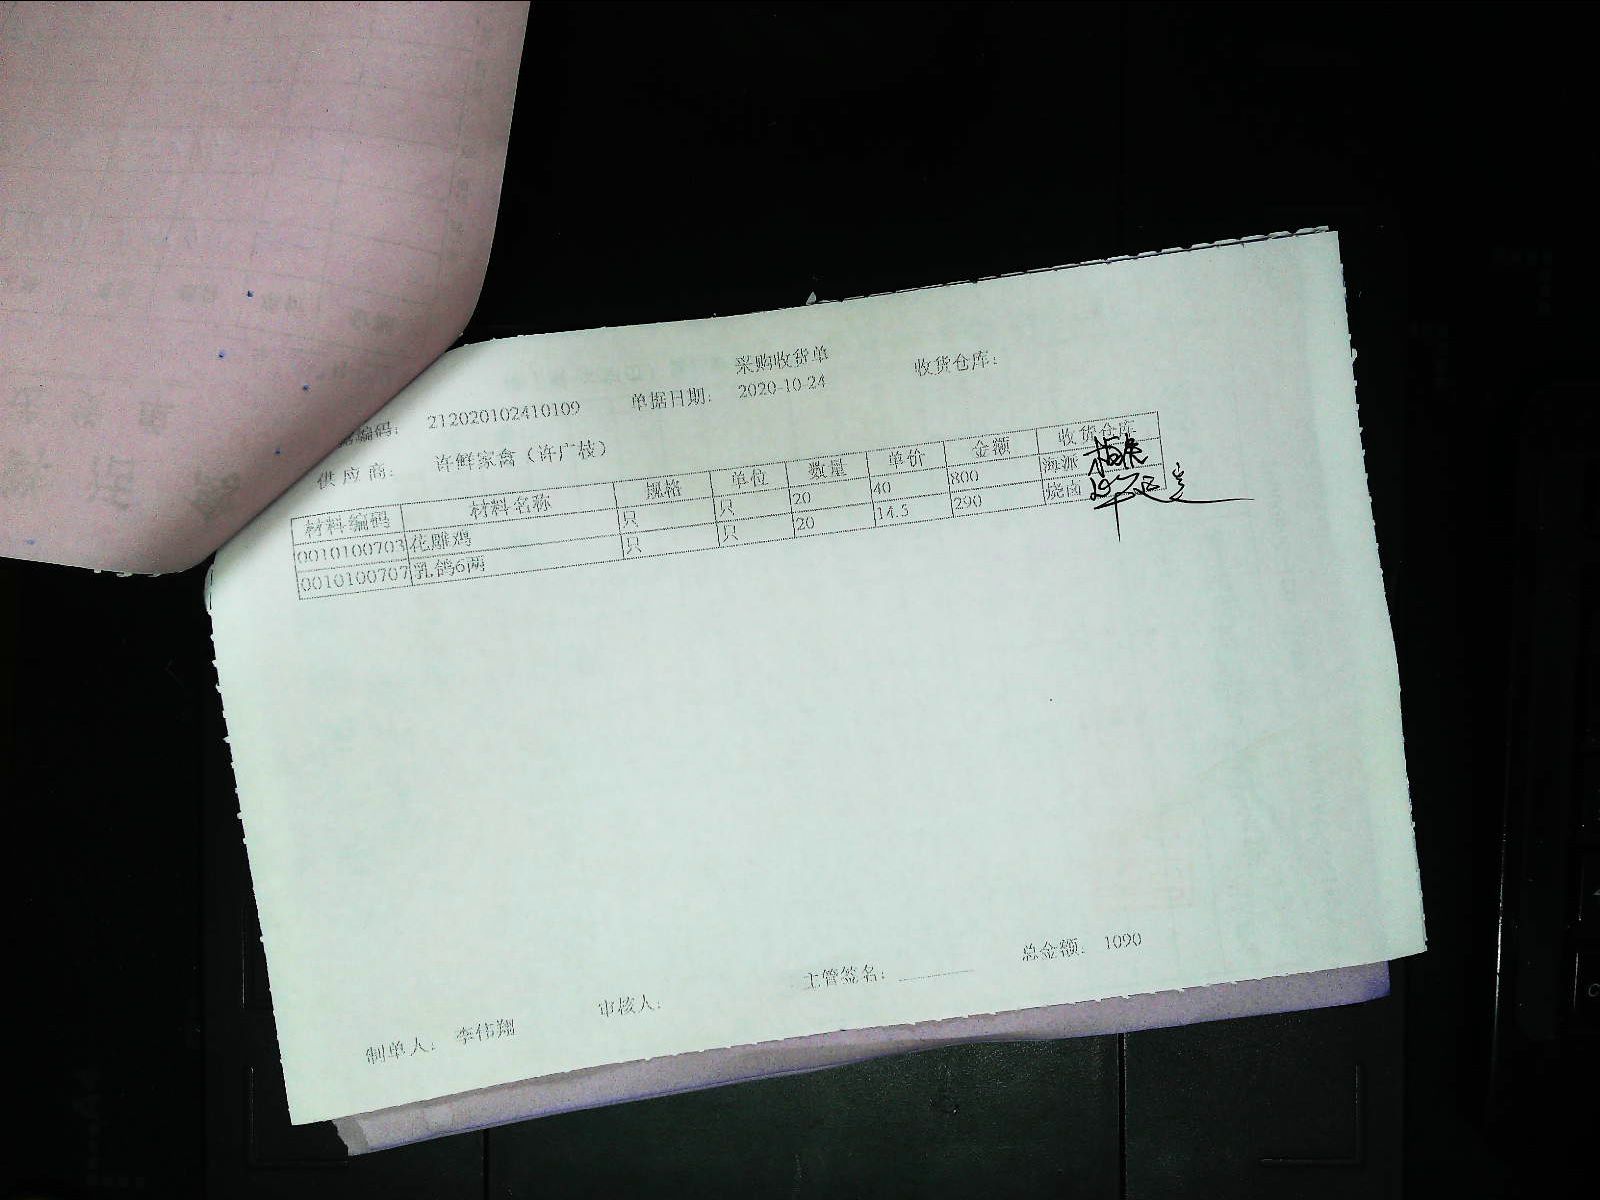 采购收货单
编码: 212020102410109 单据日期: 2020-10-24 收货仓库:
供应商: 许鲜家禽(许广枝)
材料编码 材料名称 规格 单位 数量 单价 金额 收货仓库
0010100703 花雕鸡 只 只 20 40 800 海派
0010100707 乳鸽6两 只 只 20 14.5 290 烧卤
总金额: 1090
制单人: 李伟翔 审核人: 主管签名: